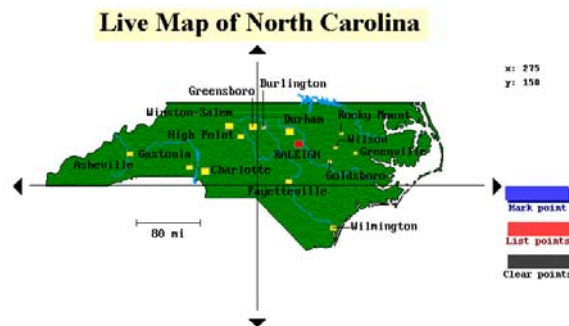 Live Map of North Carolina
x: 275
y: 150
Greensboro
Burlington
Winston-Salem
Durham
Rocky Mount
High Point
Wilson
RALEIGH
Greenville
Asheville
Gastonia
Charlotte
Goldsboro
Fayetteville
80 mi
Wilmington
Mark point
List points
Clear points